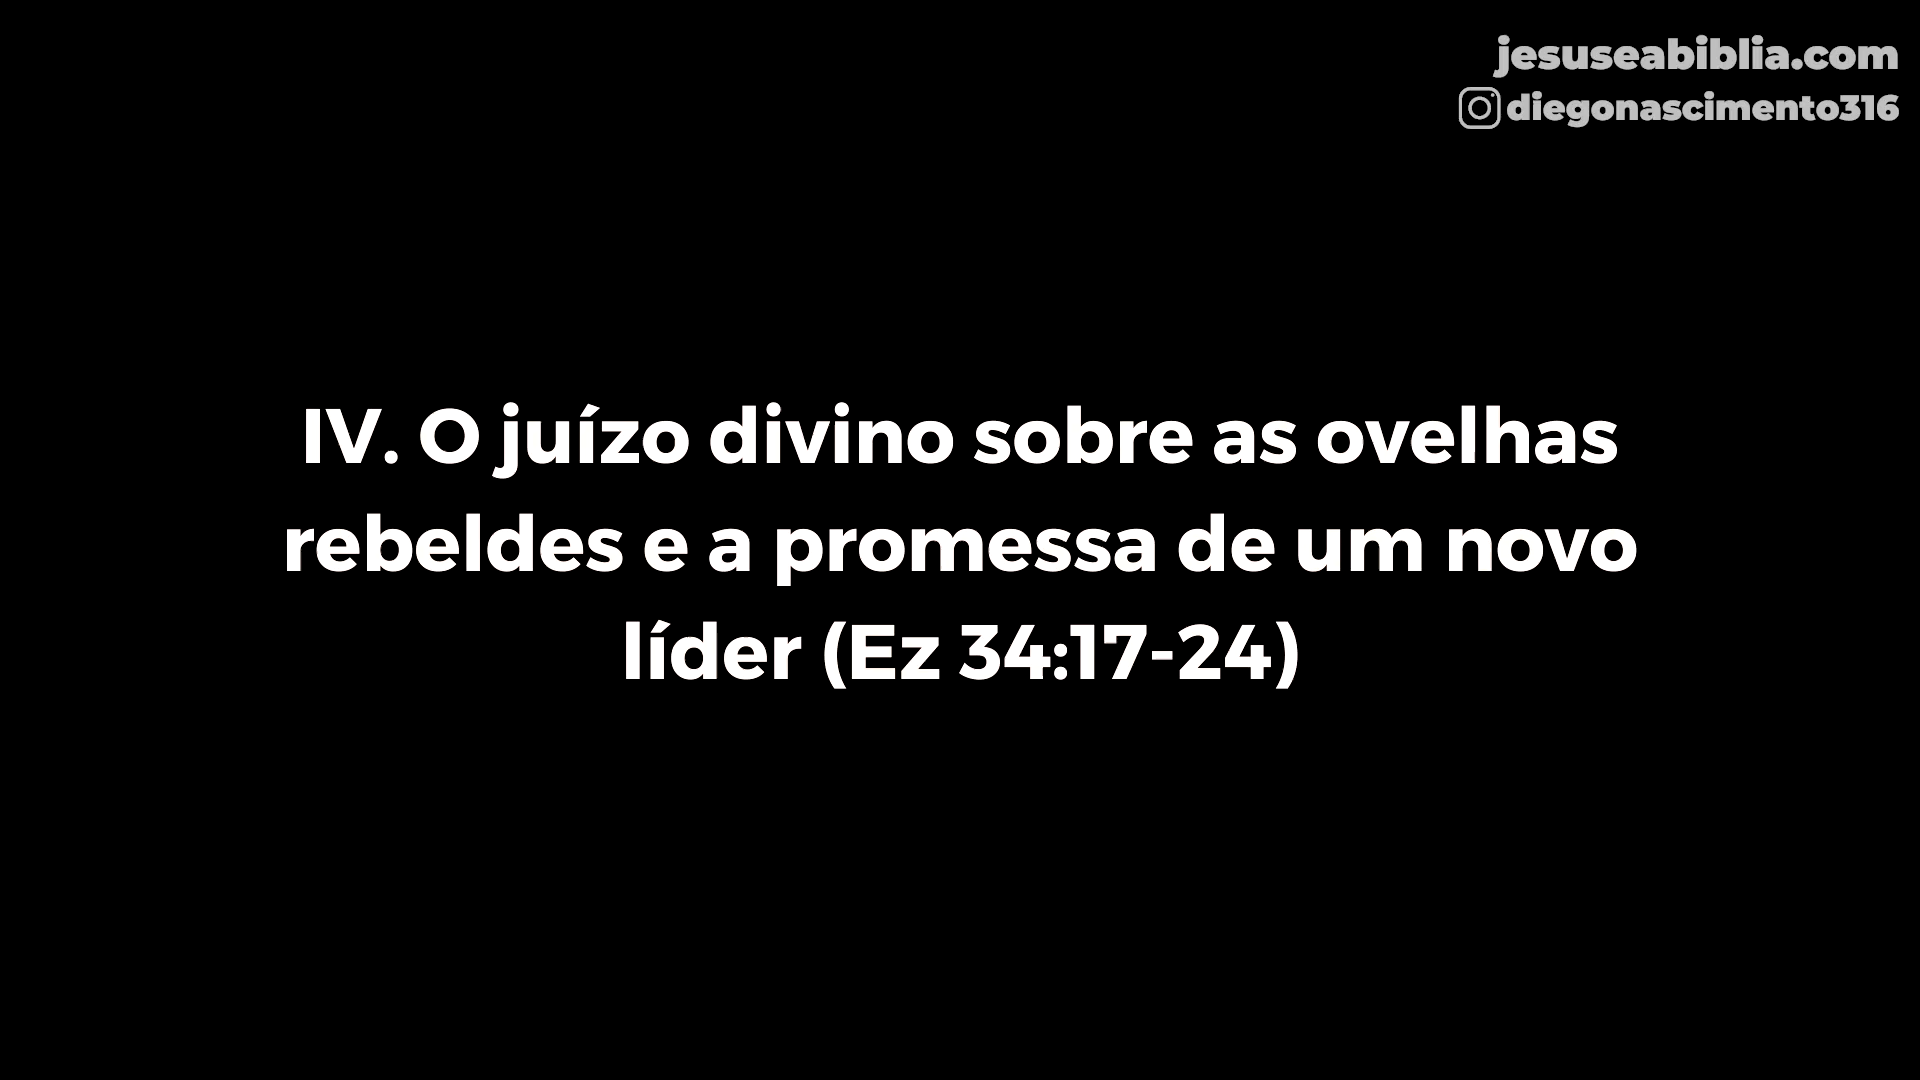 jesuseabiblia.com
diegonascimento316
IV. O juízo divino sobre as ovelhas
rebeldes e a promessa de um novo
líder (Ez 34:17-24)